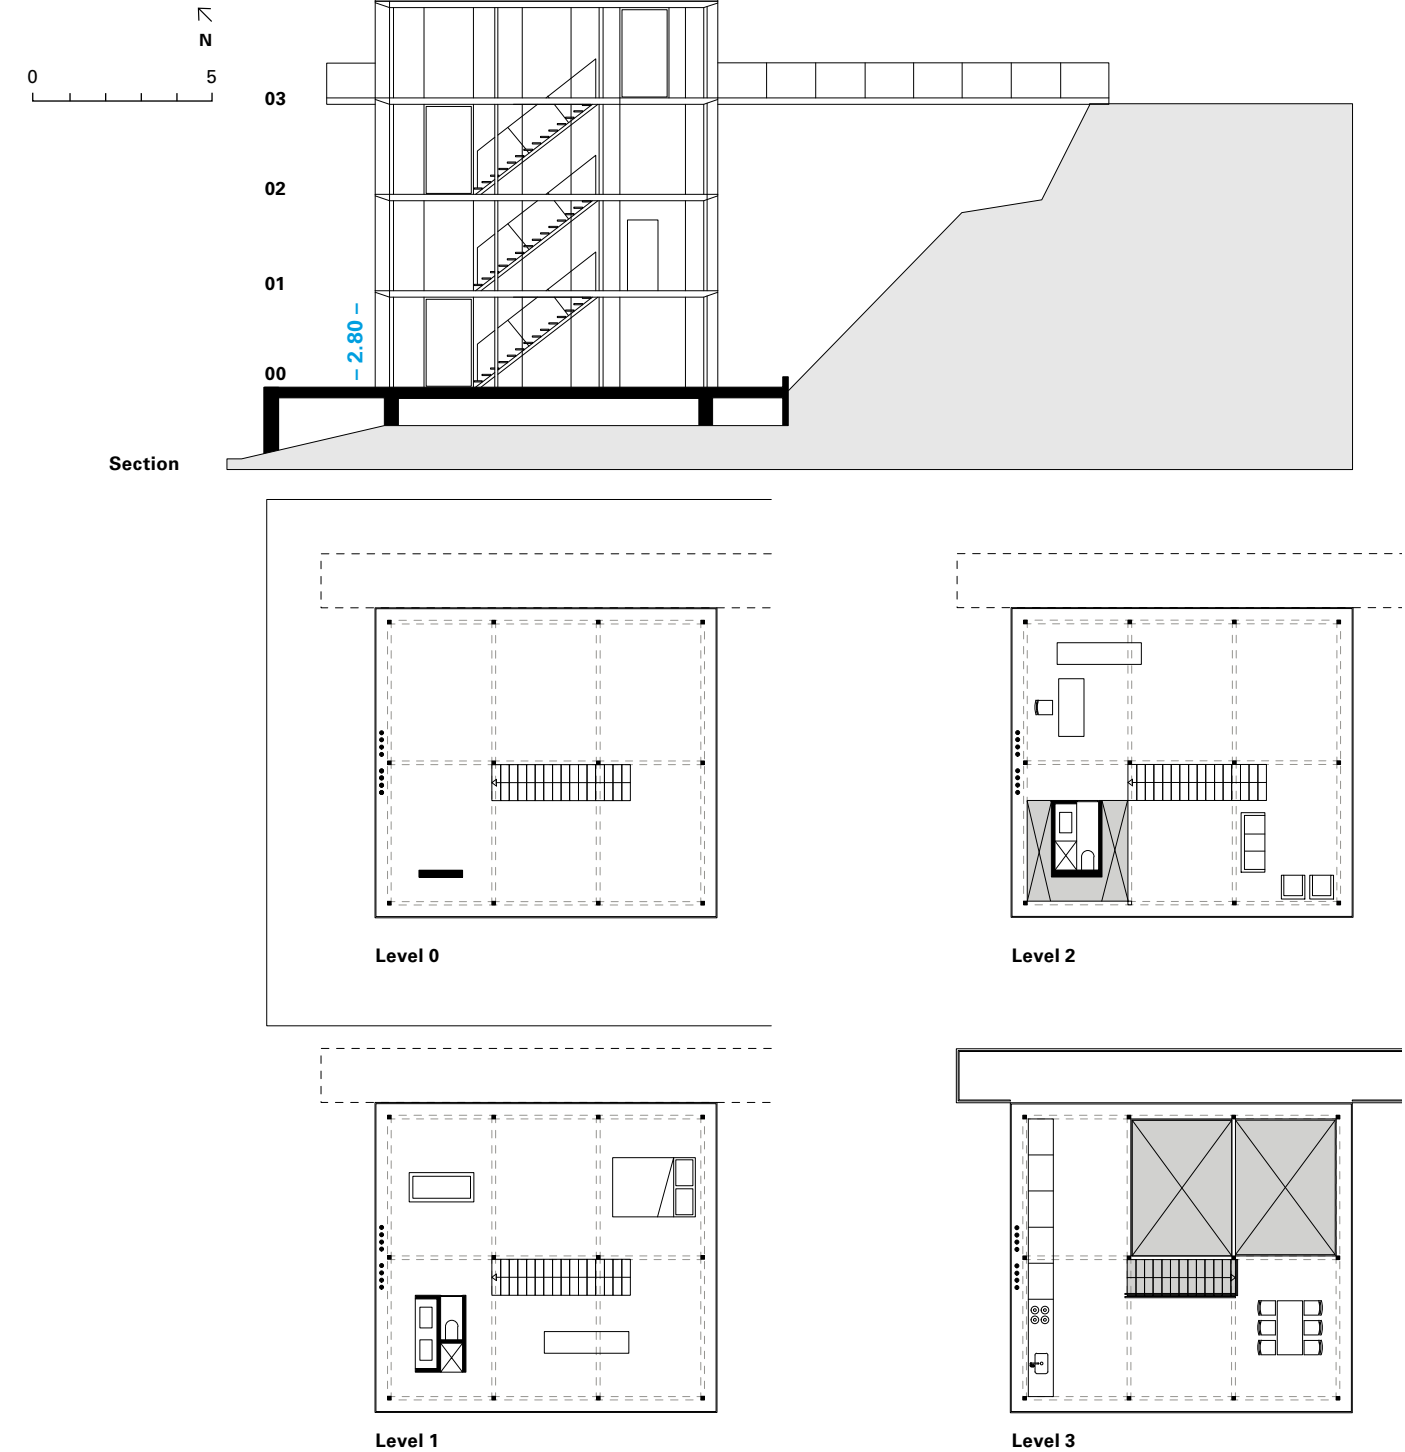 N
0 5
03
02
01
– 2.80 –
00
Section
Level 0
Level 2
Level 1
Level 3